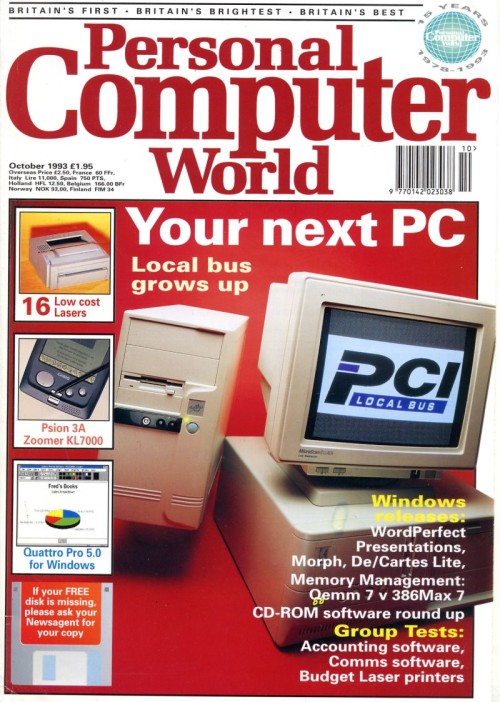 BRITAIN'S FIRST • BRITAIN'S BRIGHTEST • BRITAIN'S BEST
15 YEARS
Personal
Computer
World
1978-1993
Personal
Computer
World
October 1993 £1.95
Overseas Price £2.50, France 60 FFr,
Italy Lire 11,000, Spain 750 PTS,
Holland HFL 12.50, Belgium 166.00 BFr
Norway NOK 93,00, Finland FIM 34
10>
9 770142 023038
Your next PC
Local bus
grows up
16 Low cost
Lasers
Psion 3A
Zoomer KL7000
Fred's Books
Quattro Pro 5.0
for Windows
If your FREE
disk is missing,
please ask your
Newsagent for
your copy
PCI
LOCAL BUS
Windows
releases:
WordPerfect
Presentations,
Morph, De/Cartes Lite,
Memory Management:
Qemm 7 v 386Max 7
CD-ROM software round up
Group Tests:
Accounting software,
Comms software,
Budget Laser printers